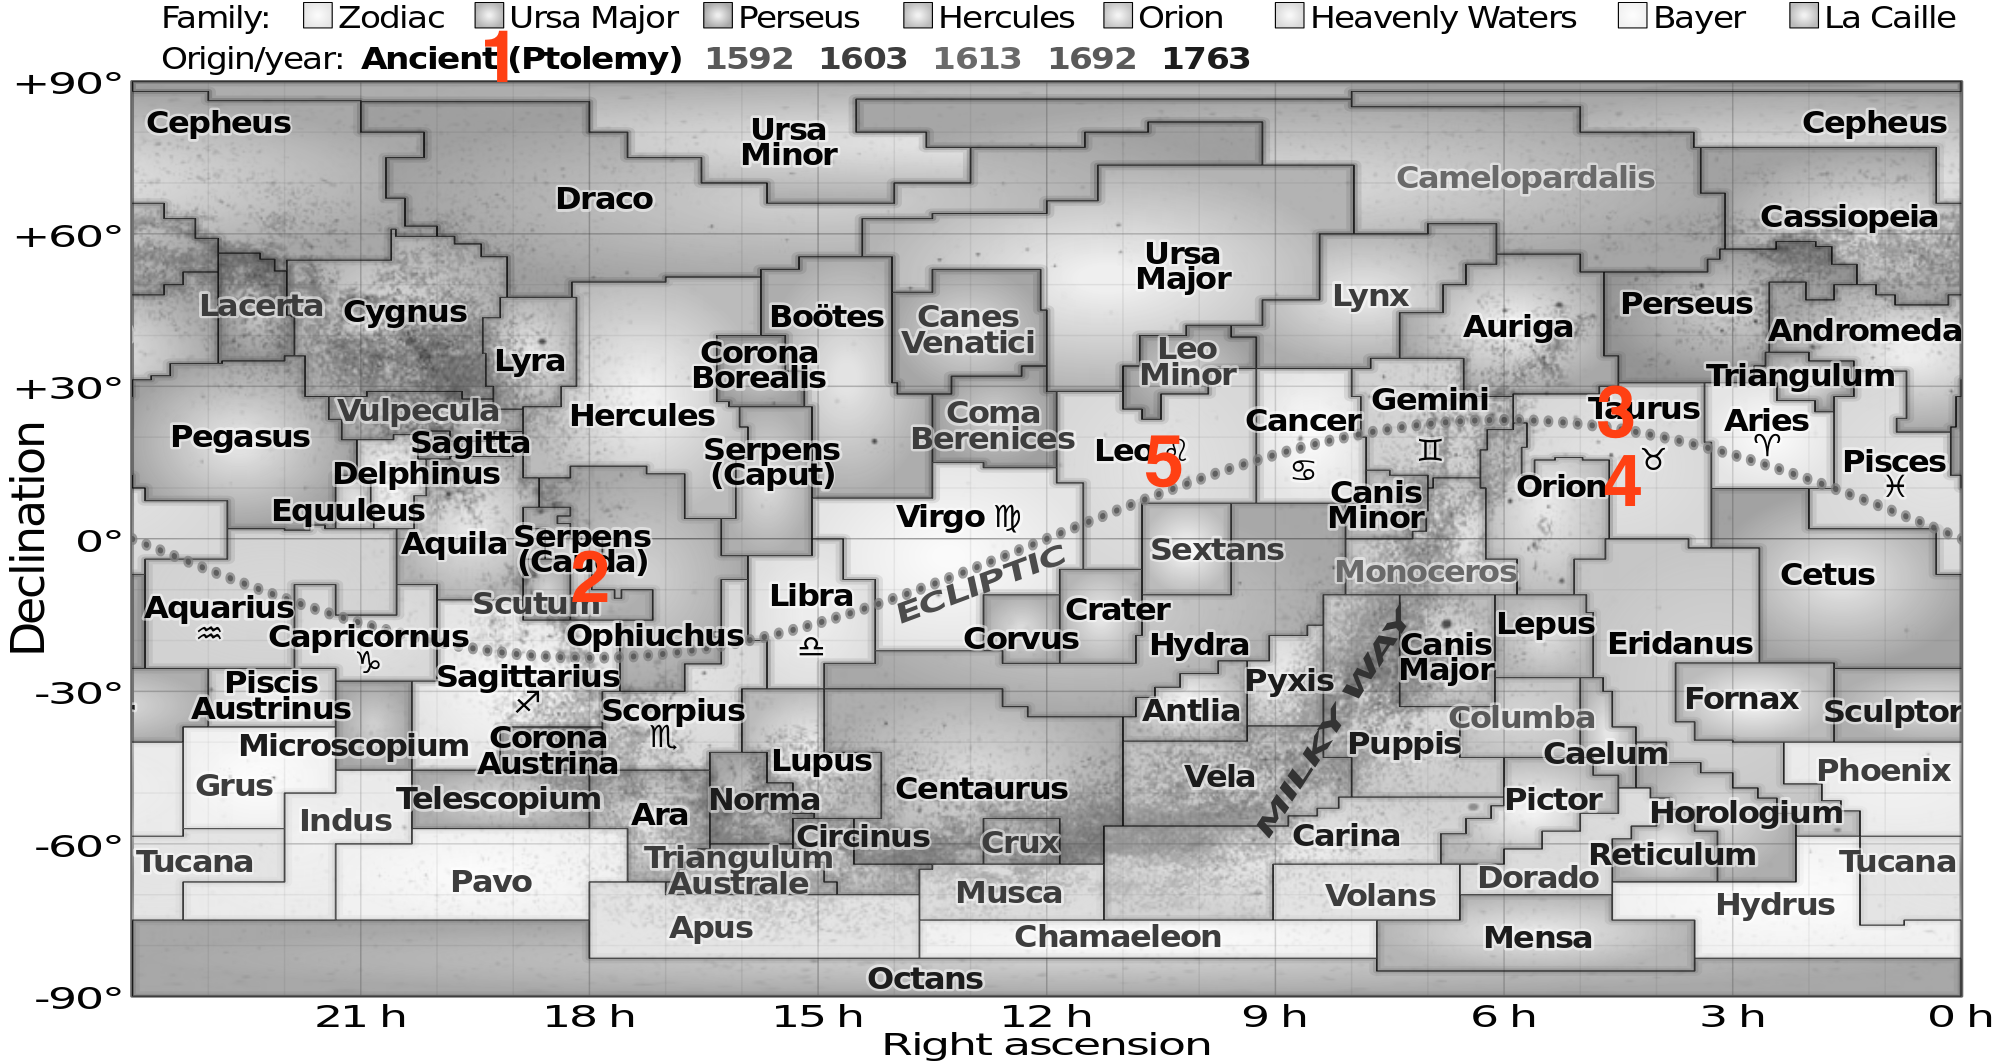 Family: Zodiac Ursa Major Perseus Hercules Orion Heavenly Waters Bayer La Caille
Origin/year: Ancient (Ptolemy) 1592 1603 1613 1692 1763
1
+90°
Cepheus
Ursa
Minor
Cepheus
Draco
Camelopardalis
Cassiopeia
+60°
Ursa
Major
Lacerta
Cygnus
Boötes
Canes
Venatici
Lynx
Auriga
Perseus
Andromeda
Lyra
Corona
Borealis
Leo
Minor
Triangulum
+30°
Gemini
Vulpecula
Hercules
Coma
Berenices
Cancer
Taurus
3
Aries ♈
Pegasus
Sagitta
Serpens
(Caput)
Leo ♌
5
♊
♋
♉
Pisces
♓
Delphinus
Orion
4
Canis
Minor
Equuleus
Virgo ♍
0°
Aquila
Serpens
(Cauda)
2
Sextans
Monoceros
Cetus
ECLIPTIC
Aquarius
♒
Scutum
Libra
♎
Crater
Corvus
Hydra
Capricornus
♑
Ophiuchus
Lepus
Canis
Major
Eridanus
MILKY WAY
Sagittarius
♐
-30°
Piscis
Austrinus
Scorpius
♏
Antlia
Pyxis
Columba
Fornax
Sculptor
Microscopium
Corona
Austrina
Lupus
Puppis
Caelum
Grus
Telescopium
Norma
Centaurus
Vela
Phoenix
Indus
Ara
Circinus
Crux
Carina
Pictor
Horologium
-60°
Tucana
Triangulum
Australe
Reticulum
Tucana
Pavo
Musca
Volans
Dorado
Hydrus
Apus
Chamaeleon
Mensa
Octans
-90°
21 h 18 h 15 h 12 h 9 h 6 h 3 h 0 h
Right ascension
Declination